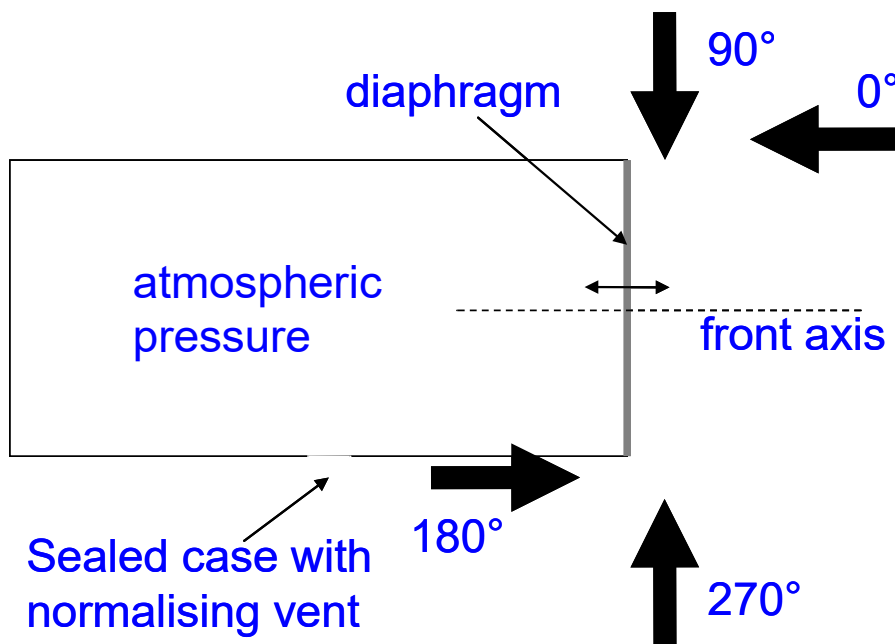 90°
0°
diaphragm
atmospheric
pressure
front axis
180°
Sealed case with
normalising vent
270°